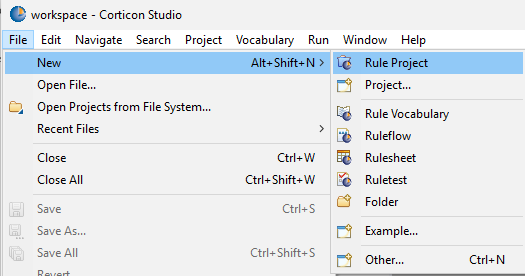 workspace - Corticon Studio
File Edit Navigate Search Project Vocabulary Run Window Help
New Alt+Shift+N >
Rule Project
Open File...
Project...
Open Projects from File System...
Rule Vocabulary
Recent Files >
Ruleflow
Close Ctrl+W
Rulesheet
Close All Ctrl+Shift+W
Ruletest
Folder
Save Ctrl+S
Save As...
Example...
Save All Ctrl+Shift+S
Other... Ctrl+N
Revert